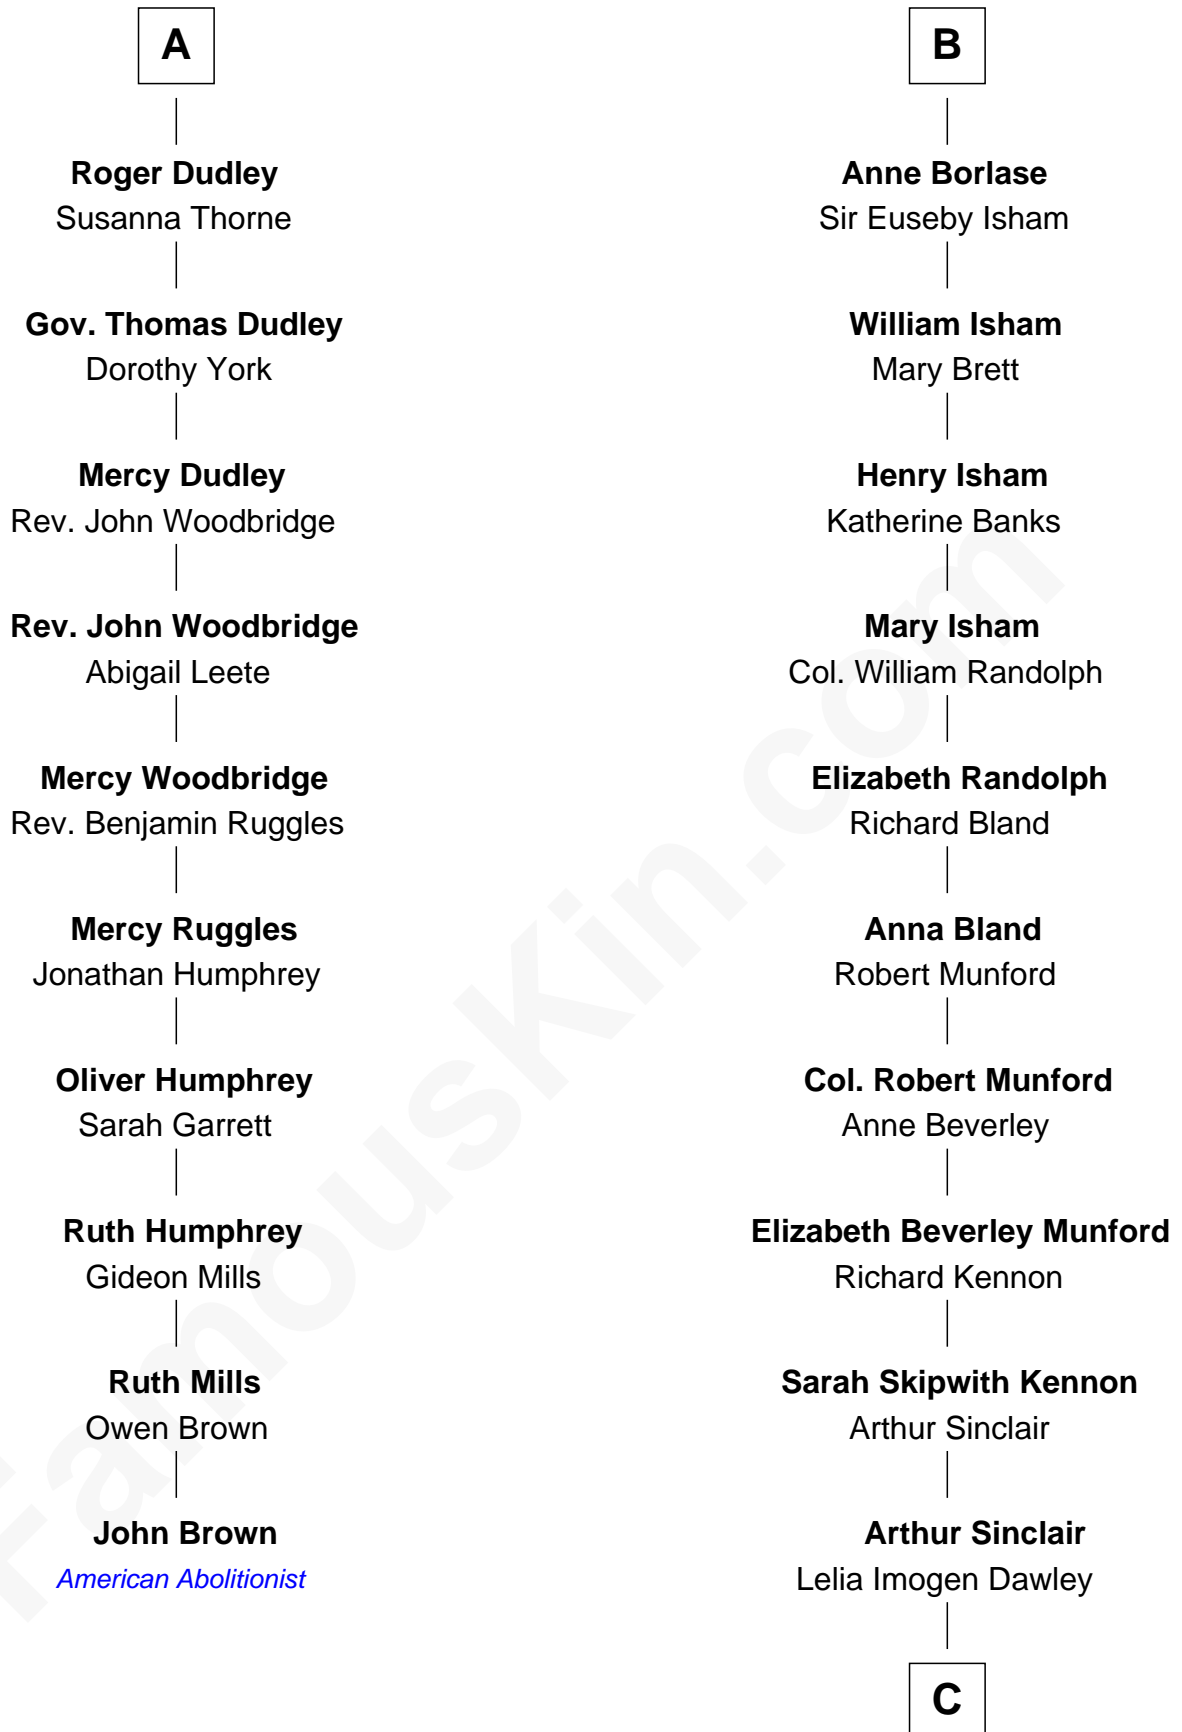 A
Roger Dudley
Susanna Thorne
Gov. Thomas Dudley
Dorothy York
Mercy Dudley
Rev. John Woodbridge
Rev. John Woodbridge
Abigail Leete
Mercy Woodbridge
Rev. Benjamin Ruggles
Mercy Ruggles
Jonathan Humphrey
Oliver Humphrey
Sarah Garrett
Ruth Humphrey
Gideon Mills
Ruth Mills
Owen Brown
John Brown
American Abolitionist
B
Anne Borlase
Sir Euseby Isham
William Isham
Mary Brett
Henry Isham
Katherine Banks
Mary Isham
Col. William Randolph
Elizabeth Randolph
Richard Bland
Anna Bland
Robert Munford
Col. Robert Munford
Anne Beverley
Elizabeth Beverley Munford
Richard Kennon
Sarah Skipwith Kennon
Arthur Sinclair
Arthur Sinclair
Lelia Imogen Dawley
C
FamousKin.com